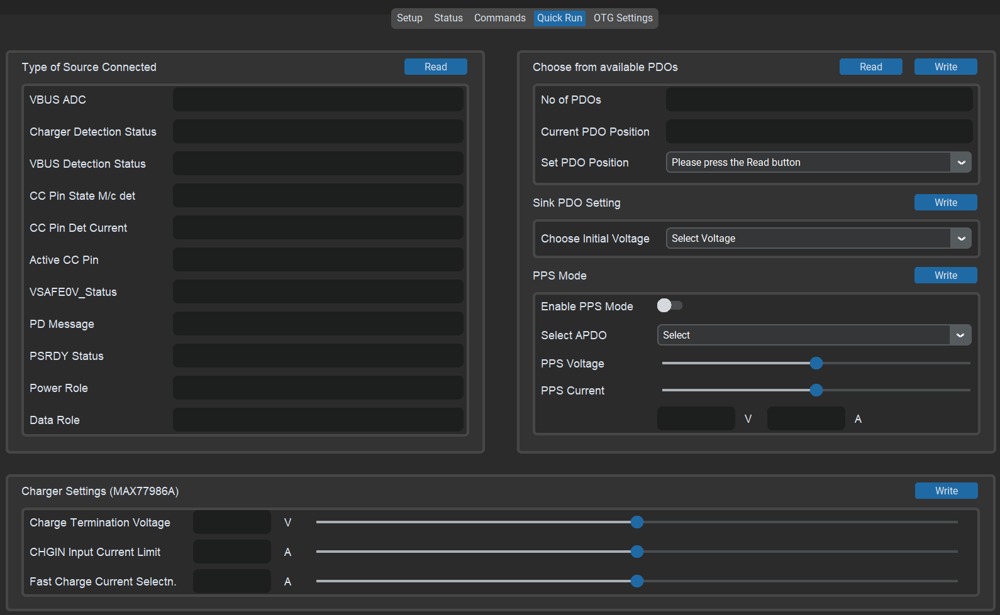 Setup Status Commands Quick Run OTG Settings
Type of Source Connected Read
VBUS ADC
Charger Detection Status
VBUS Detection Status
CC Pin State M/c det
CC Pin Det Current
Active CC Pin
VSAFE0V_Status
PD Message
PSRDY Status
Power Role
Data Role
Choose from available PDOs Read Write
No of PDOs
Current PDO Position
Set PDO Position Please press the Read button
Sink PDO Setting Write
Choose Initial Voltage Select Voltage
PPS Mode Write
Enable PPS Mode
Select APDO Select
PPS Voltage
PPS Current
V A
Charger Settings (MAX77986A) Write
Charge Termination Voltage V
CHGIN Input Current Limit A
Fast Charge Current Selectn. A